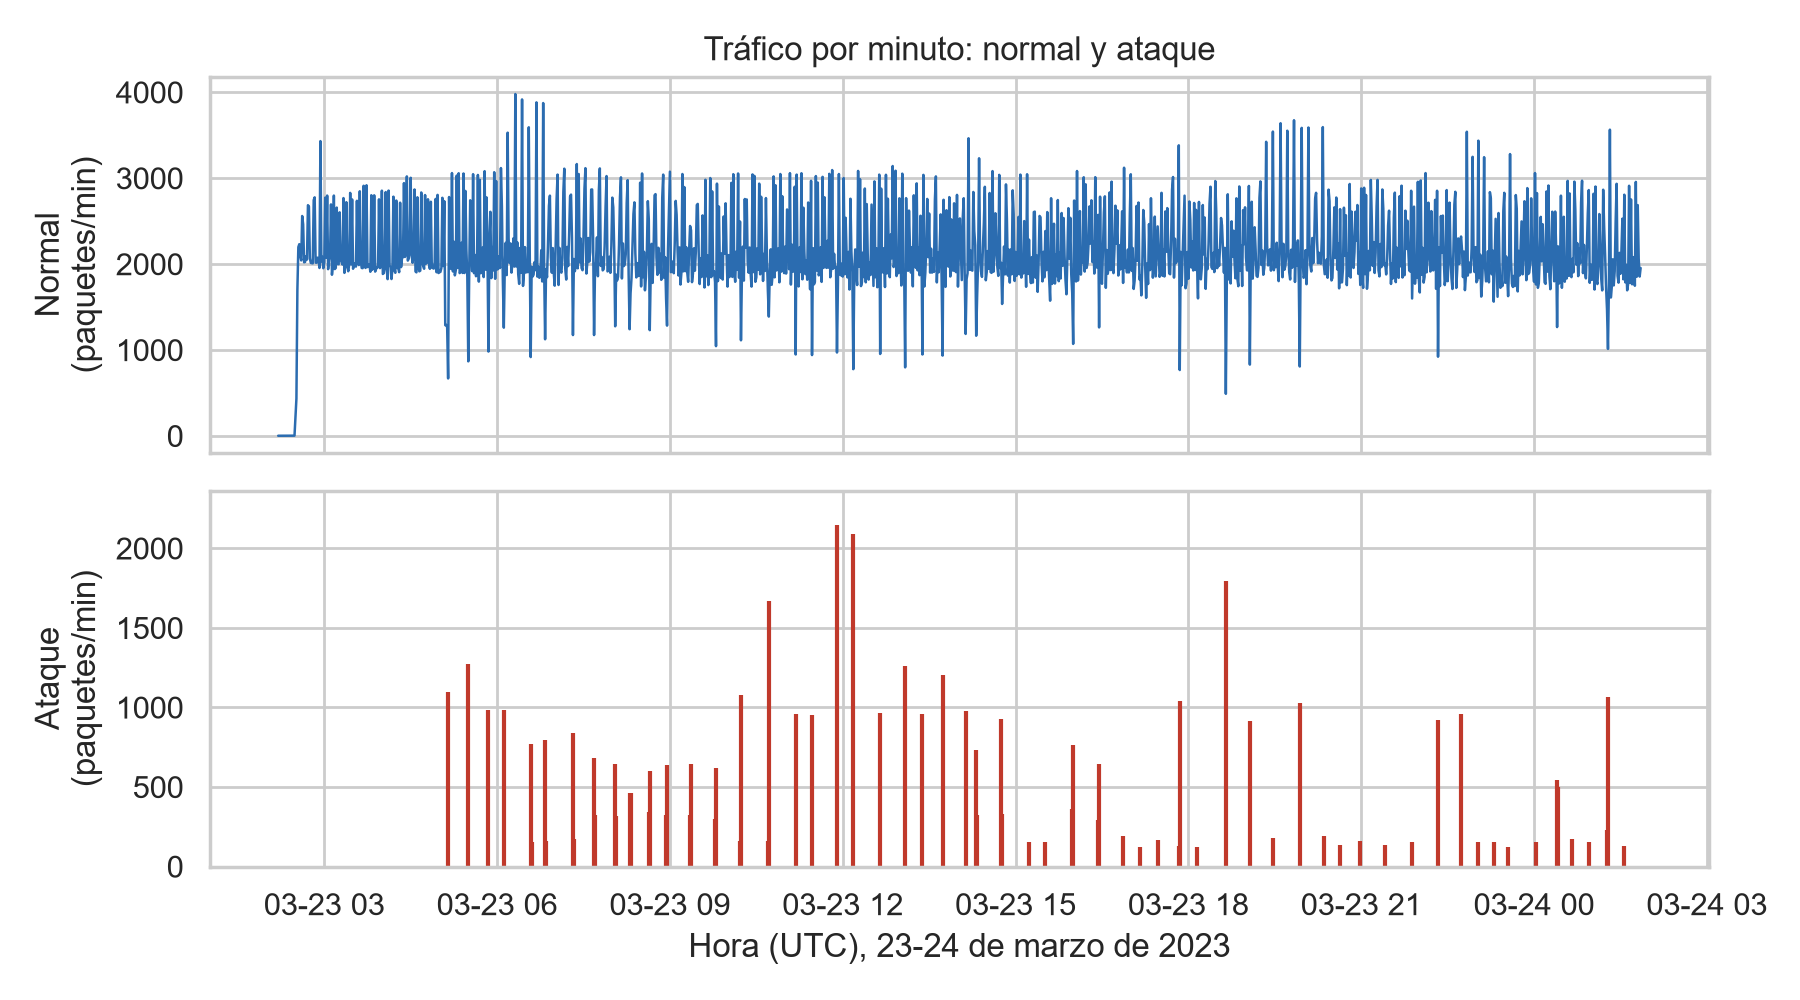 Tráfico por minuto: normal y ataque
4000
3000
2000
1000
0
Normal
(paquetes/min)
2000
1500
1000
500
0
Ataque
(paquetes/min)
03-23 03 03-23 06 03-23 09 03-23 12 03-23 15 03-23 18 03-23 21 03-24 00 03-24 03
Hora (UTC), 23-24 de marzo de 2023